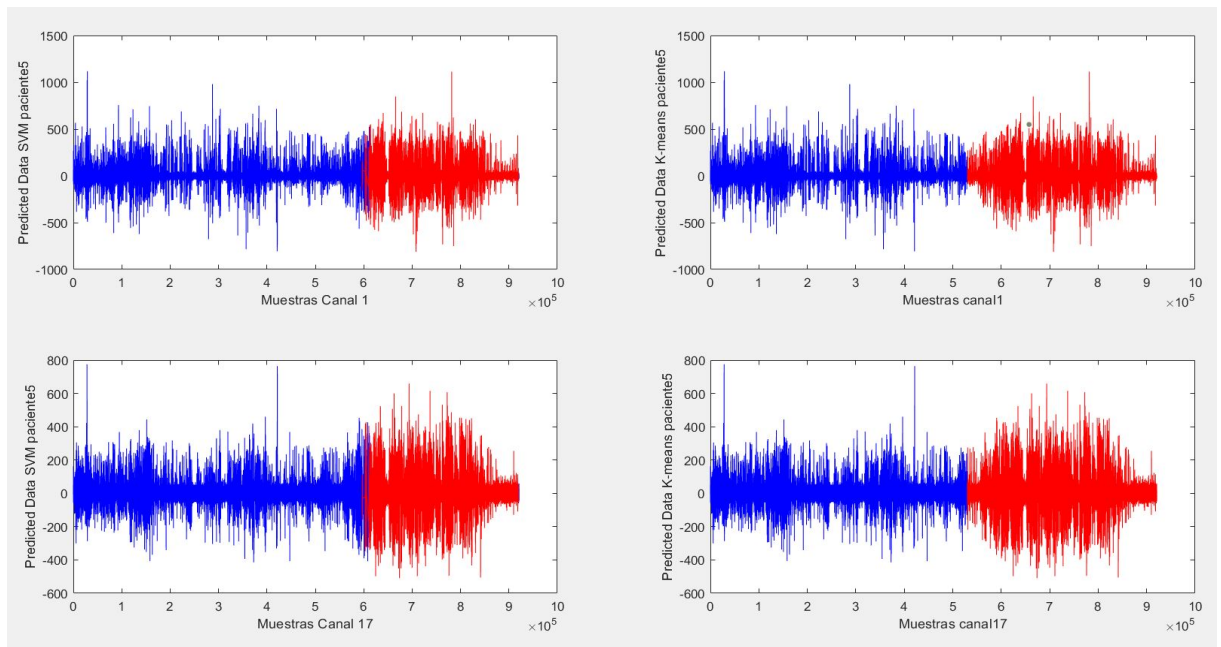 1500
1000
500
0
-500
-1000
Predicted Data SVM paciente5
0 1 2 3 4 5 6 7 8 9 10
Muestras Canal 1
×10^5
1500
1000
500
0
-500
-1000
Predicted Data K-means paciente5
0 1 2 3 4 5 6 7 8 9 10
Muestras canal1
×10^5
800
600
400
200
0
-200
-400
-600
Predicted Data SVM paciente5
0 1 2 3 4 5 6 7 8 9 10
Muestras Canal 17
×10^5
800
600
400
200
0
-200
-400
-600
Predicted Data K-means paciente5
0 1 2 3 4 5 6 7 8 9 10
Muestras canal17
×10^5